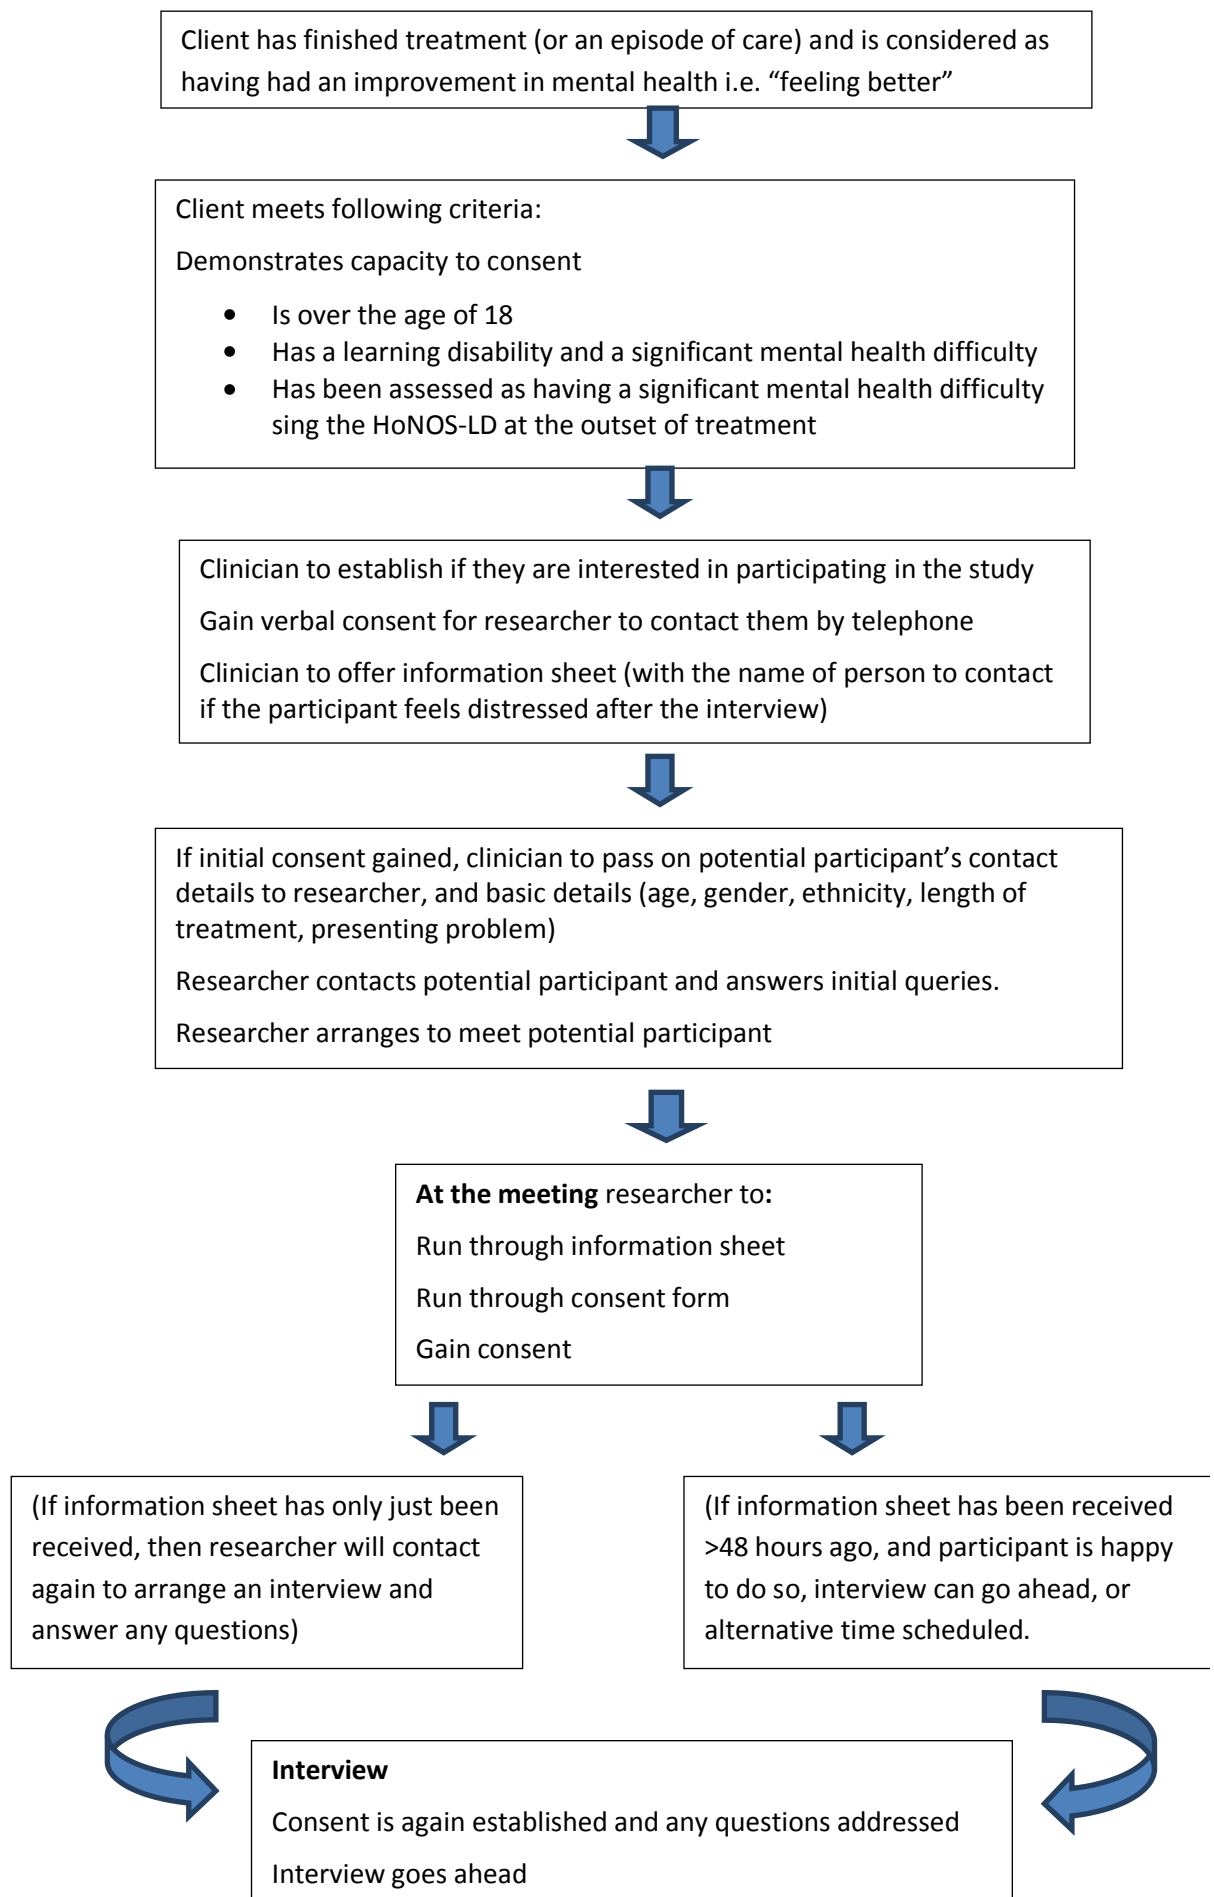 Client has finished treatment (or an episode of care) and is considered as
having had an improvement in mental health i.e. “feeling better”
Client meets following criteria:
Demonstrates capacity to consent
• Is over the age of 18
• Has a learning disability and a significant mental health difficulty
• Has been assessed as having a significant mental health difficulty
sing the HoNOS-LD at the outset of treatment
Clinician to establish if they are interested in participating in the study
Gain verbal consent for researcher to contact them by telephone
Clinician to offer information sheet (with the name of person to contact
if the participant feels distressed after the interview)
If initial consent gained, clinician to pass on potential participant’s contact
details to researcher, and basic details (age, gender, ethnicity, length of
treatment, presenting problem)
Researcher contacts potential participant and answers initial queries.
Researcher arranges to meet potential participant
At the meeting researcher to:
Run through information sheet
Run through consent form
Gain consent
(If information sheet has only just been
received, then researcher will contact
again to arrange an interview and
answer any questions)
(If information sheet has been received
>48 hours ago, and participant is happy
to do so, interview can go ahead, or
alternative time scheduled.
Interview
Consent is again established and any questions addressed
Interview goes ahead